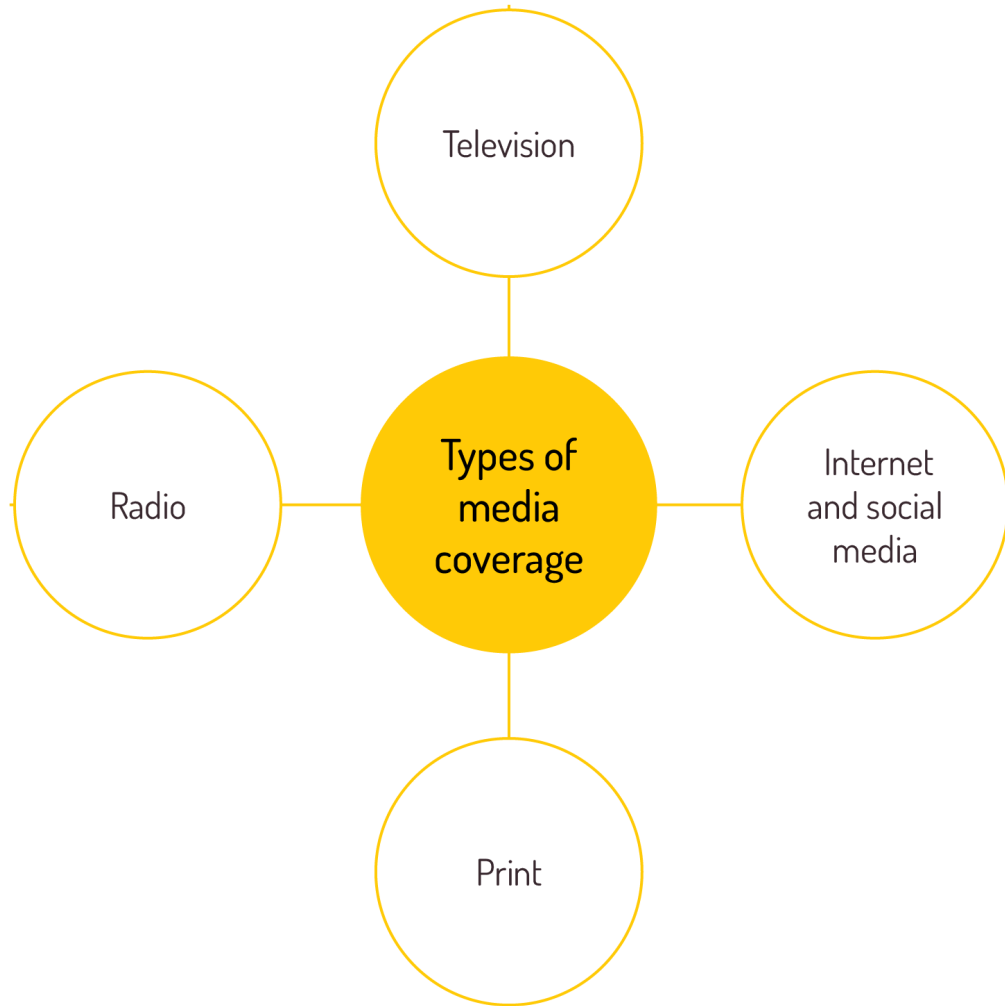 Television
Types of
media
coverage
Radio
Internet
and social
media
Print